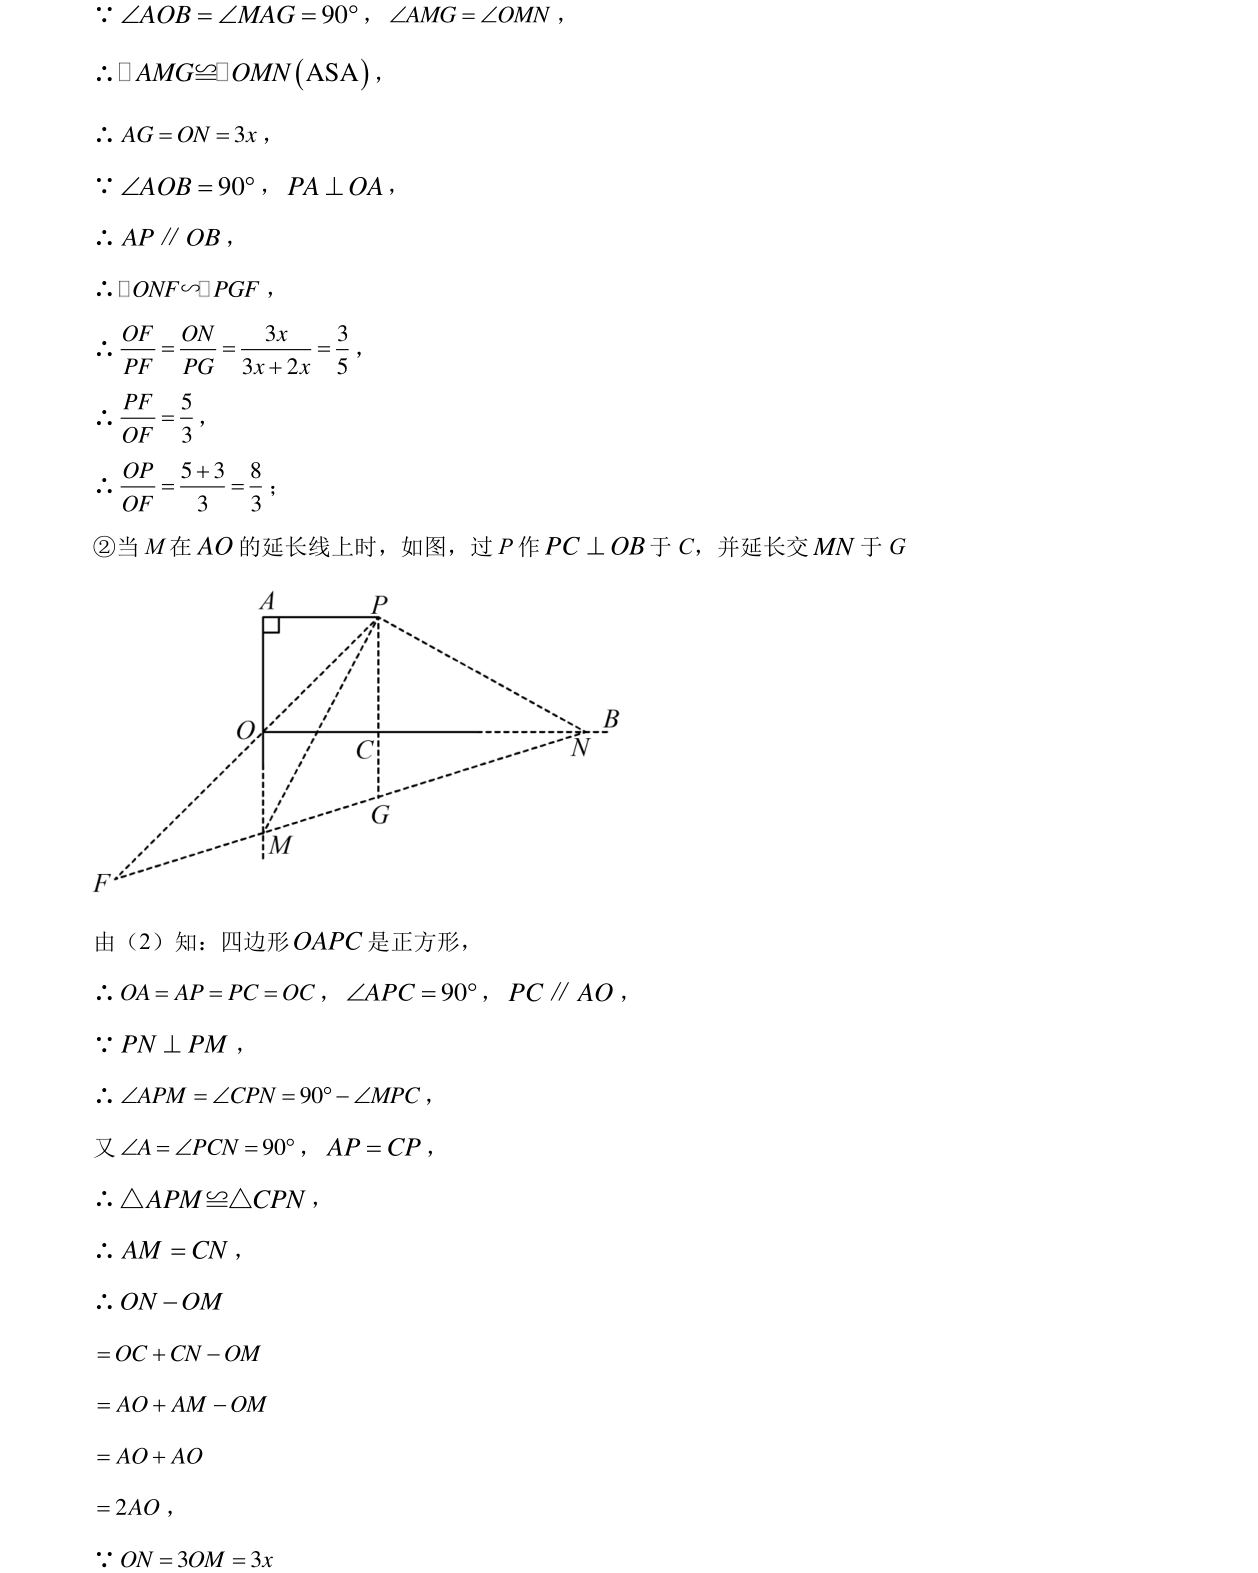 ∵ ∠AOB = ∠MAG = 90°， ∠AMG = ∠OMN，
∴ □AMG≌□OMN(ASA)，
∴ AG = ON = 3x，
∵ ∠AOB = 90°， PA ⊥ OA，
∴ AP ∥ OB，
∴ □ONF∽□PGF，
∴ OF/PF = ON/PG = 3x/(3x+2x) = 3/5，
∴ PF/OF = 5/3，
∴ OP/OF = (5+3)/3 = 8/3；
②当 M 在 AO 的延长线上时，如图，过 P 作 PC ⊥ OB 于 C，并延长交 MN 于 G
A
P
O
C
N
B
G
M
F
由（2）知：四边形 OAPC 是正方形，
∴ OA = AP = PC = OC， ∠APC = 90°， PC ∥ AO，
∵ PN ⊥ PM，
∴ ∠APM = ∠CPN = 90° − ∠MPC，
又 ∠A = ∠PCN = 90°， AP = CP，
∴ △APM≌△CPN，
∴ AM = CN，
∴ ON − OM
= OC + CN − OM
= AO + AM − OM
= AO + AO
= 2AO，
∵ ON = 3OM = 3x